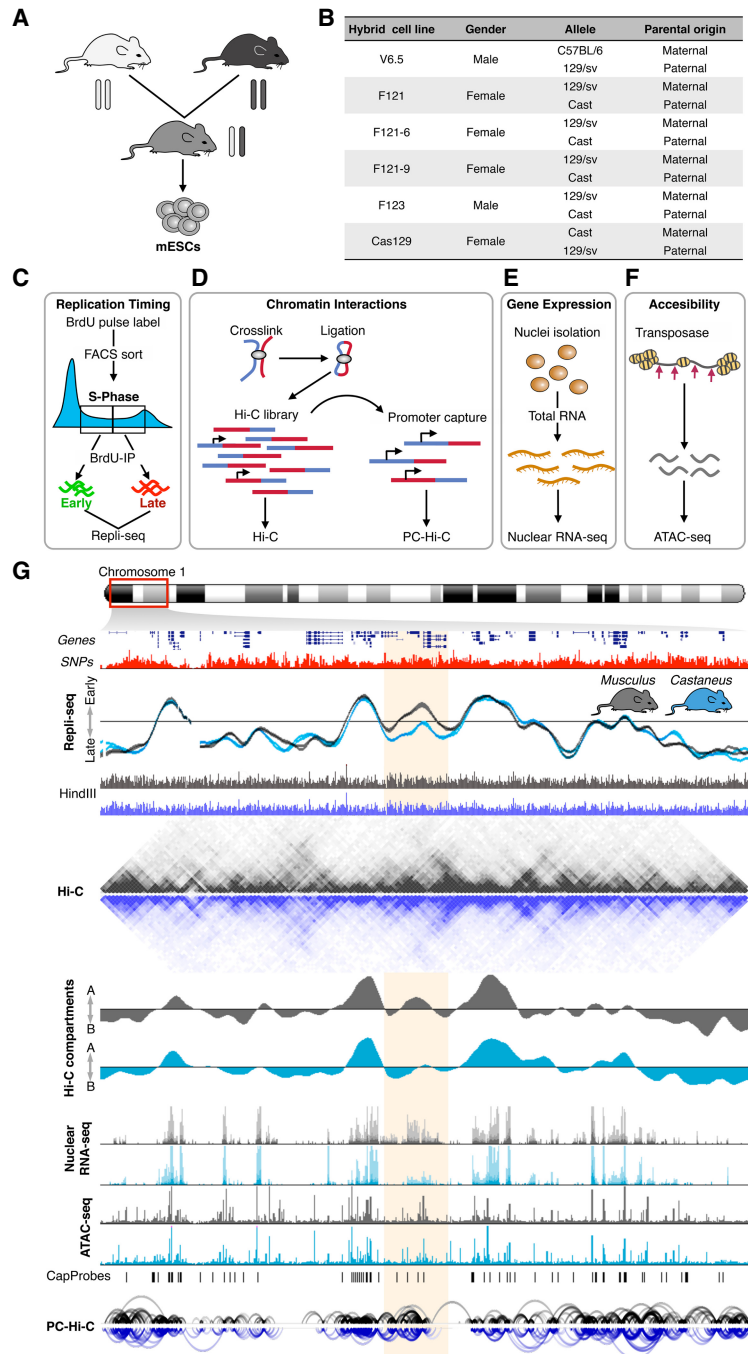 A
mESCs
B
Hybrid cell line Gender Allele Parental origin
V6.5 Male C57BL/6 Maternal
129/sv Paternal
F121 Female 129/sv Maternal
Cast Paternal
F121-6 Female 129/sv Maternal
Cast Paternal
F121-9 Female 129/sv Maternal
Cast Paternal
F123 Male 129/sv Maternal
Cast Paternal
Cas129 Female Cast Maternal
129/sv Paternal
C
Replication Timing
BrdU pulse label
FACS sort
S-Phase
BrdU-IP
Early Late
Repli-seq
D
Chromatin Interactions
Crosslink Ligation
Hi-C library
Promoter capture
Hi-C PC-Hi-C
E
Gene Expression
Nuclei isolation
Total RNA
Nuclear RNA-seq
F
Accesibility
Transposase
ATAC-seq
G
Chromosome 1
Genes
SNPs
Musculus Castaneus
Repli-seq
Early
Late
HindIII
Hi-C
Hi-C compartments
A
B
A
B
Nuclear
RNA-seq
ATAC-seq
CapProbes
PC-Hi-C